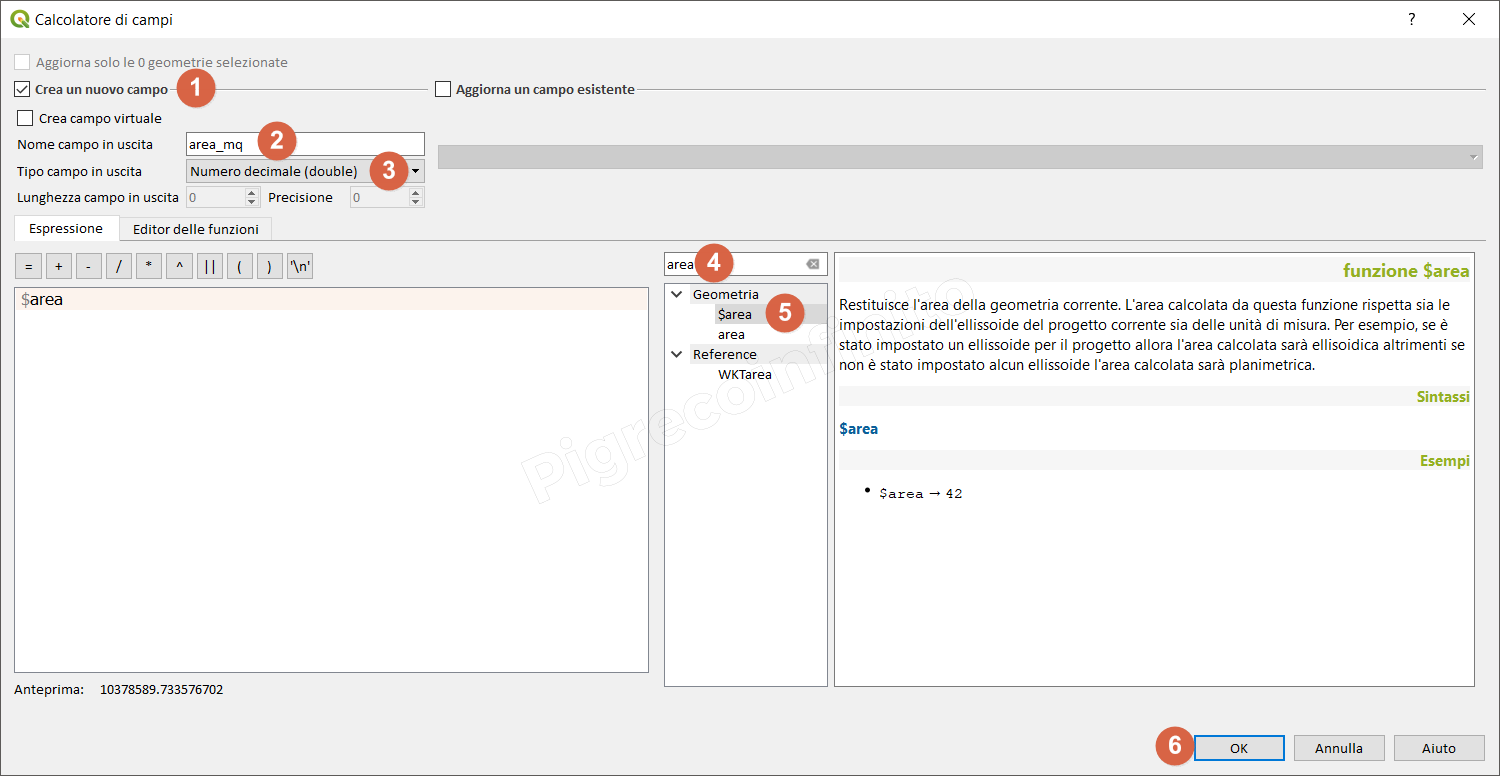 Calcolatore di campi
?
Aggiorna solo le 0 geometrie selezionate
Crea un nuovo campo 1
Aggiorna un campo esistente
Crea campo virtuale
Nome campo in uscita area_mq 2
Tipo campo in uscita Numero decimale (double) 3
Lunghezza campo in uscita 0 Precisione 0
Espressione Editor delle funzioni
= + - / * ^ || ( ) '\n'
$area
Anteprima: 10378589.733576702
area 4
Geometria
$area 5
area
Reference
WKTarea
funzione $area
Restituisce l'area della geometria corrente. L'area calcolata da questa funzione rispetta sia le
impostazioni dell'ellissoide del progetto corrente sia delle unità di misura. Per esempio, se è
stato impostato un ellissoide per il progetto allora l'area calcolata sarà ellisoidica altrimenti se
non è stato impostato alcun ellissoide l'area calcolata sarà planimetrica.
Sintassi
$area
Esempi
• $area → 42
Pigrecoinfinito
6 OK Annulla Aiuto